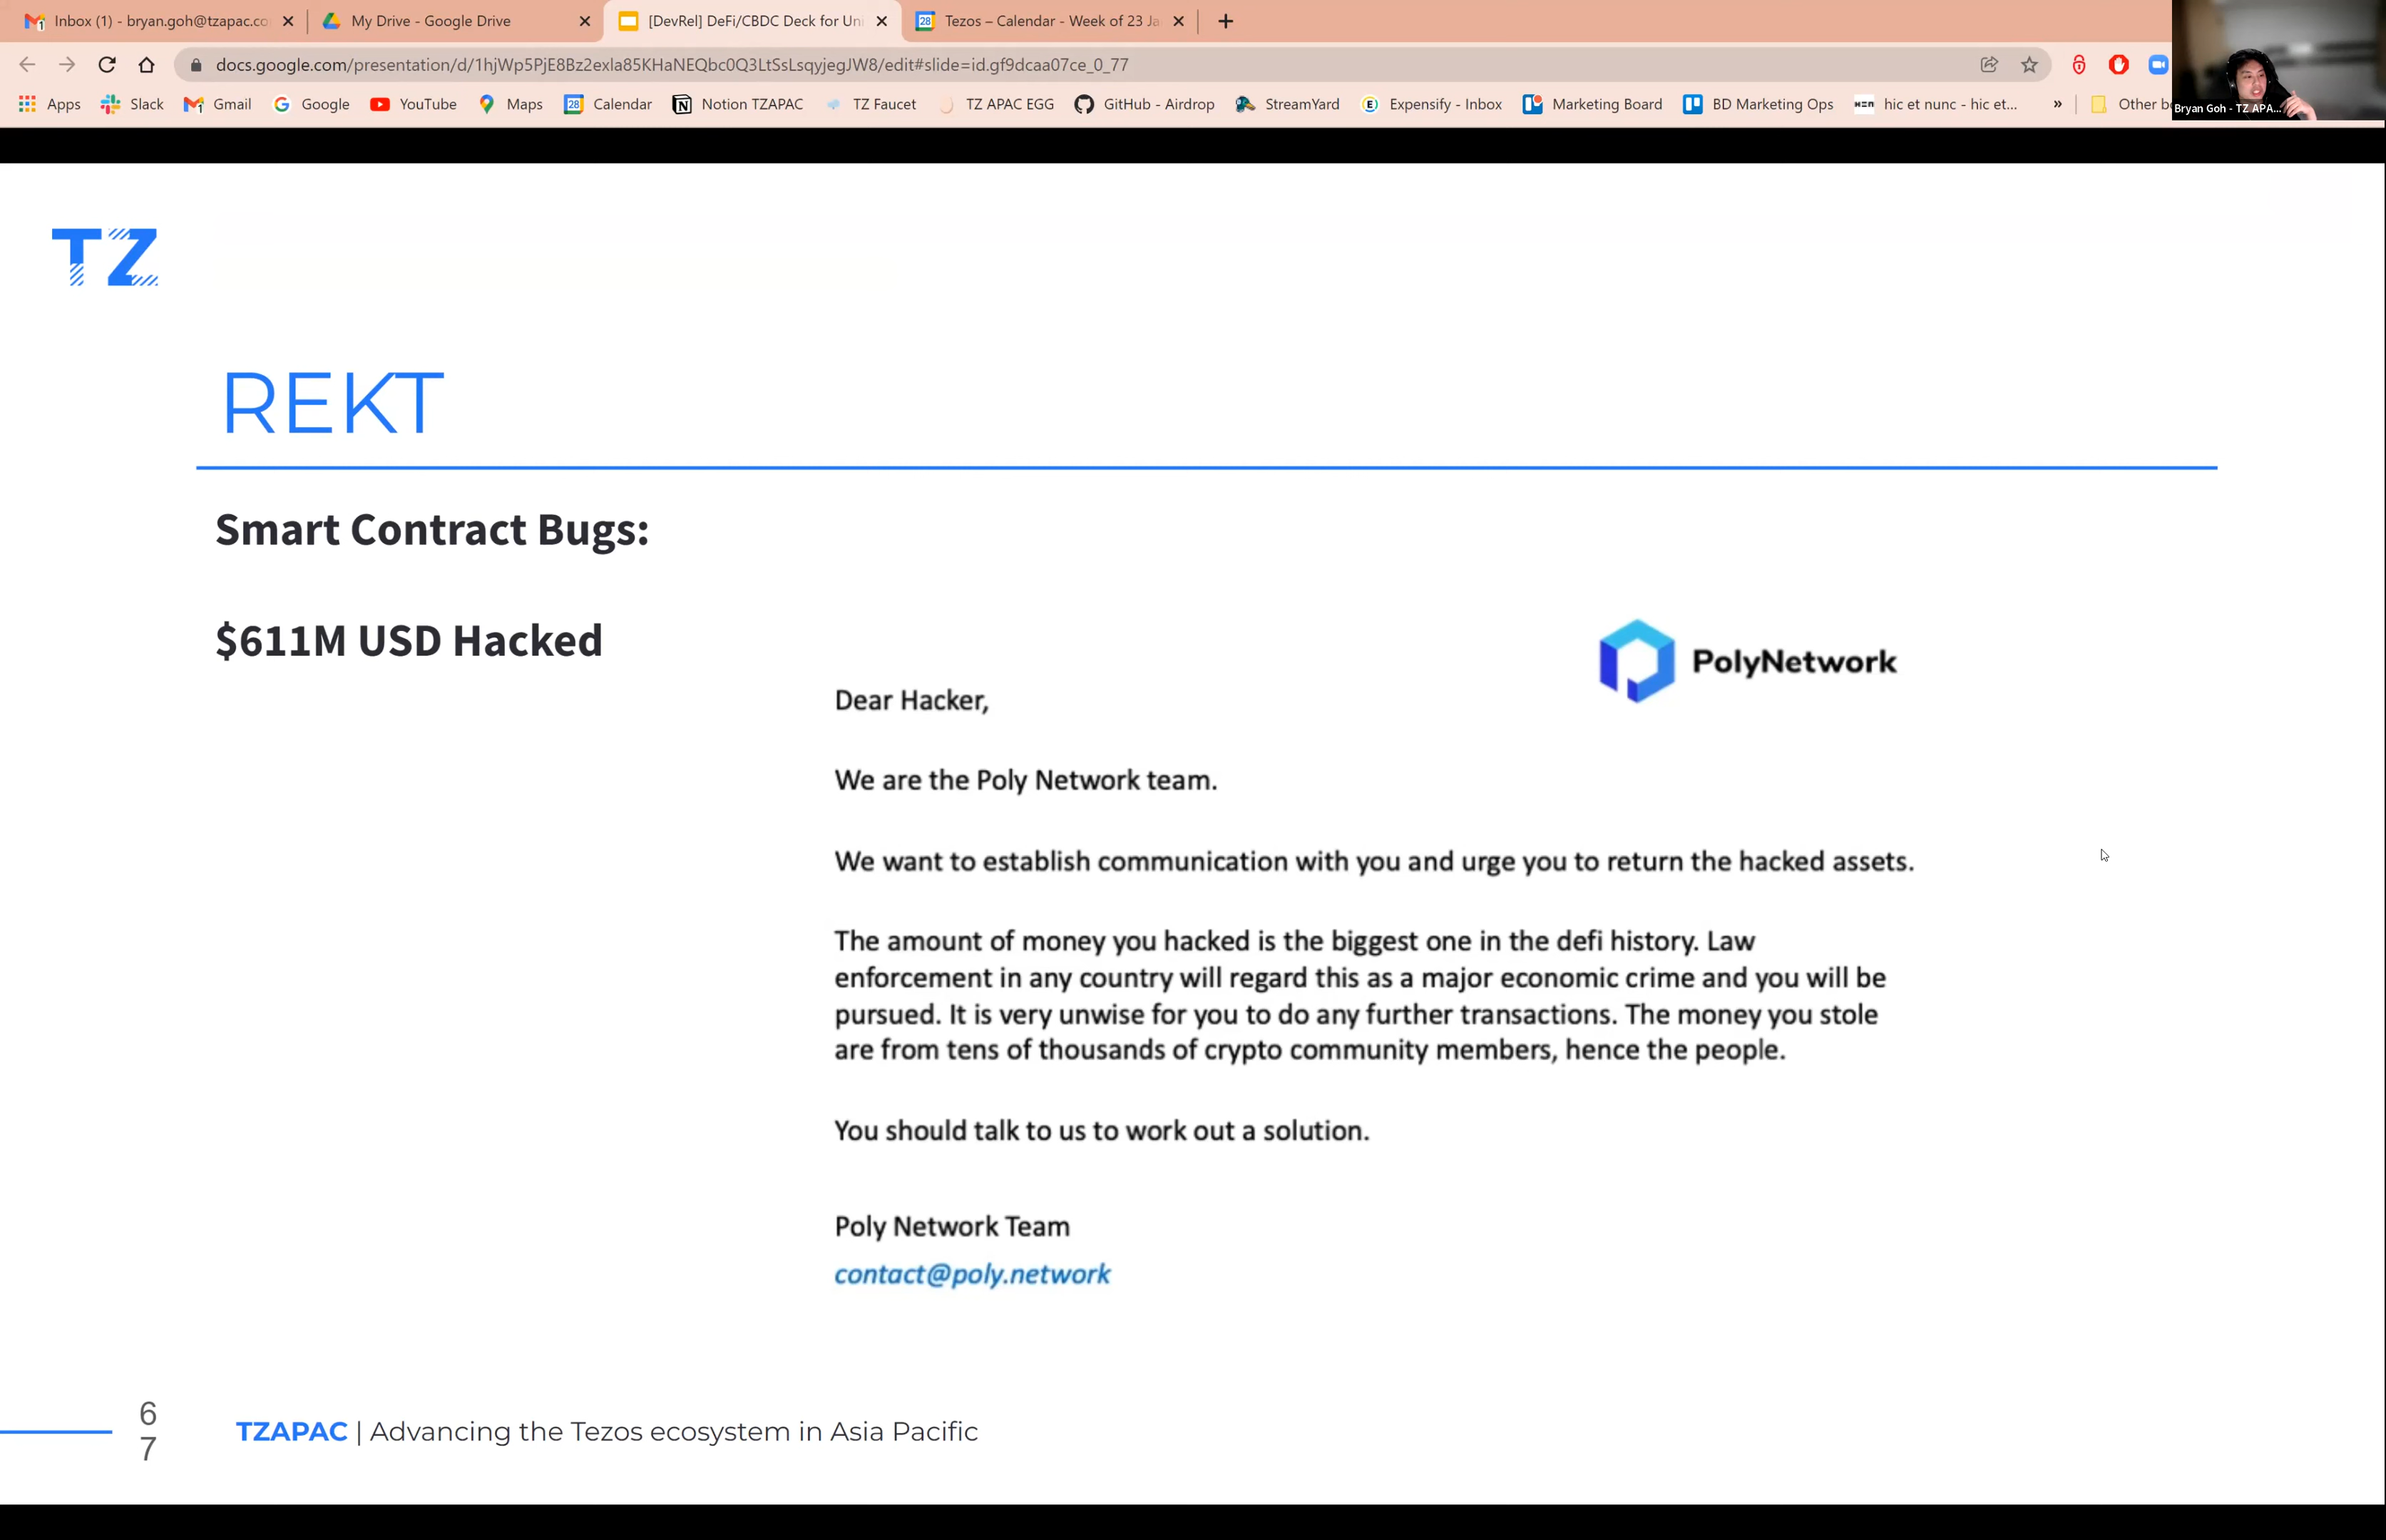 Inbox (1) - bryan.goh@tzapac.co
My Drive - Google Drive
[DevRel] DeFi/CBDC Deck for Uni
Tezos – Calendar - Week of 23 Ja
docs.google.com/presentation/d/1hjWp5PjE8Bz2exla85KHaNEQbc0Q3LtSsLsqyjegJW8/edit#slide=id.gf9dcaa07ce_0_77
Apps
Slack
Gmail
Google
YouTube
Maps
Calendar
Notion TZAPAC
TZ Faucet
TZ APAC EGG
GitHub - Airdrop
StreamYard
Expensify - Inbox
Marketing Board
BD Marketing Ops
hic et nunc - hic et...
»
Other b
Bryan Goh - TZ APA...
TZ
REKT
Smart Contract Bugs:
$611M USD Hacked
PolyNetwork
Dear Hacker,
We are the Poly Network team.
We want to establish communication with you and urge you to return the hacked assets.
The amount of money you hacked is the biggest one in the defi history. Law
enforcement in any country will regard this as a major economic crime and you will be
pursued. It is very unwise for you to do any further transactions. The money you stole
are from tens of thousands of crypto community members, hence the people.
You should talk to us to work out a solution.
Poly Network Team
contact@poly.network
6
7
TZAPAC | Advancing the Tezos ecosystem in Asia Pacific